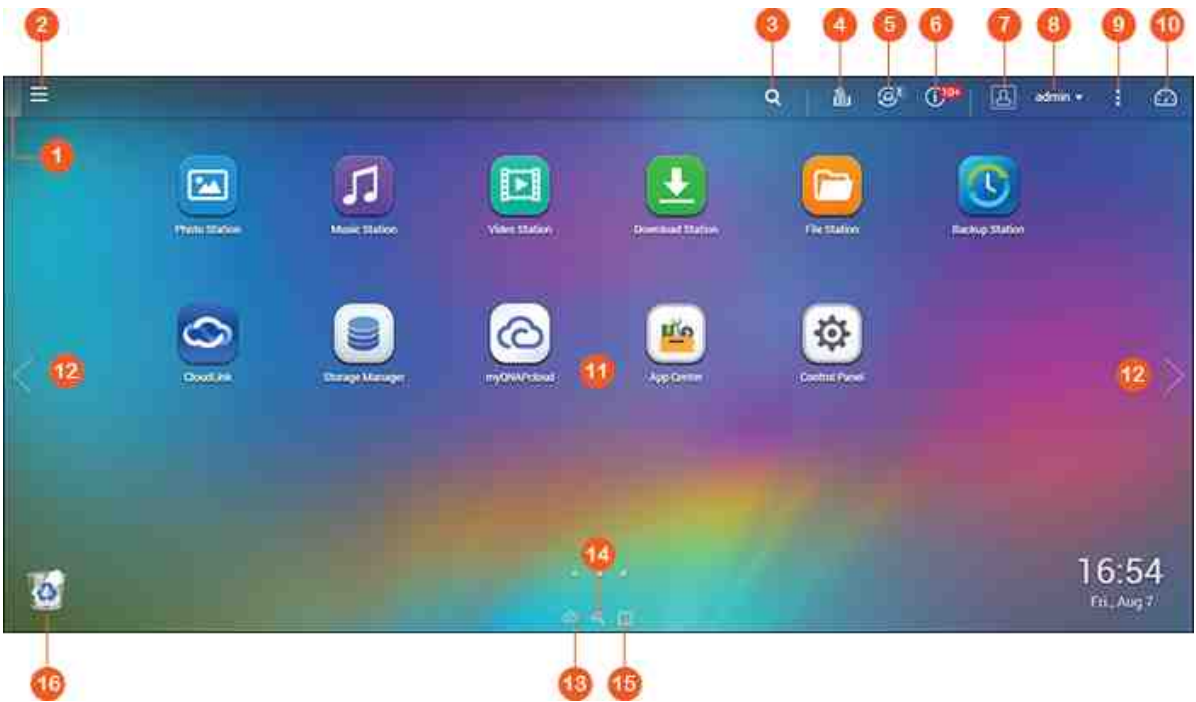 2 3 4 5 6 7 8 9 10
10+ admin
1
Photo Station Music Station Video Station Download Station File Station Backup Station
12 CloudLink Storage Manager myQNAPcloud 11 App Center Control Panel 12
14
16:54
Fri., Aug 7
16 13 15